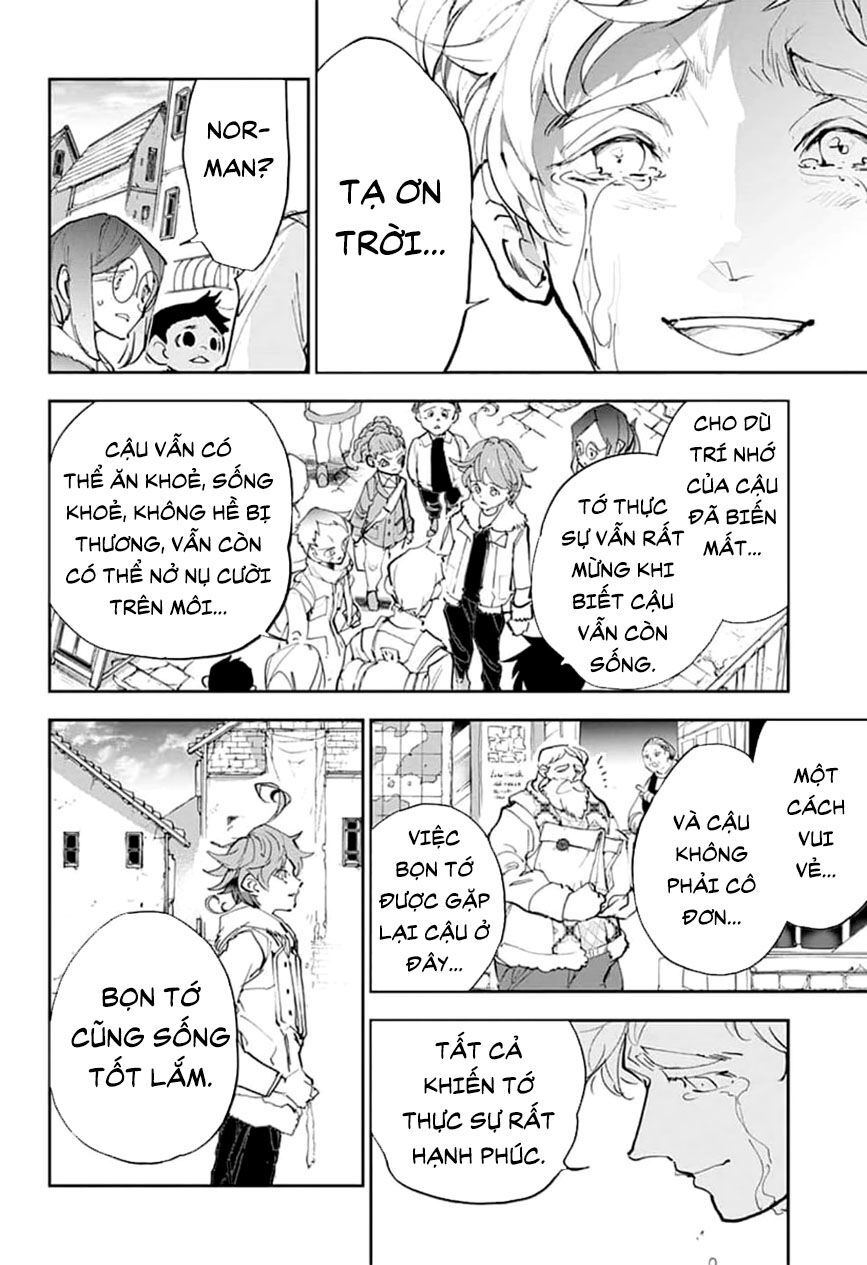 TẠ ƠN
TRỜI...
NOR-
MAN?
CHO DÙ
TRÍ NHỚ
CỦA CẬU
ĐÃ BIẾN
MẤT...
TỚ THỰC
SỰ VẪN RẤT
MỪNG KHI
BIẾT CẬU
VẪN CÒN
SỐNG.
CẬU VẪN CÓ
THỂ ĂN KHOẺ, SỐNG
KHOẺ, KHÔNG HỀ BỊ
THƯƠNG, VẪN CÒN
CÓ THỂ NỞ NỤ CƯỜI
TRÊN MÔI...
MỘT
CÁCH
VUI
VẺ...
VÀ CẬU
KHÔNG
PHẢI CÔ
ĐƠN...
VIỆC
BỌN TỚ
ĐƯỢC GẶP
LẠI CẬU Ở
ĐÂY...
TẤT CẢ
KHIẾN TỚ
THỰC SỰ RẤT
HẠNH PHÚC.
BỌN TỚ
CŨNG SỐNG
TỐT LẮM.